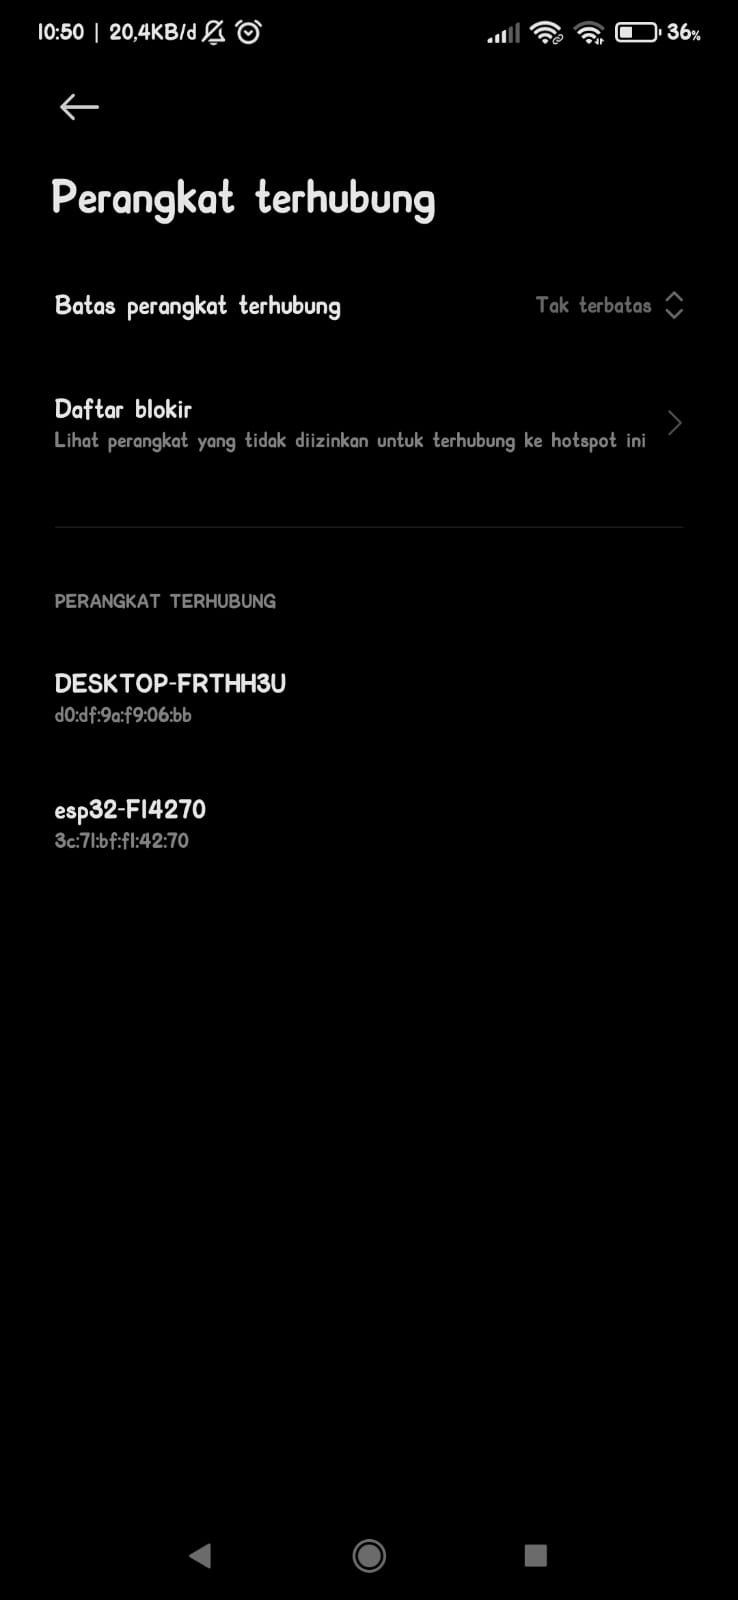 10:50 | 20,4KB/d 36%
Perangkat terhubung
Batas perangkat terhubung Tak terbatas
Daftar blokir
Lihat perangkat yang tidak diizinkan untuk terhubung ke hotspot ini
PERANGKAT TERHUBUNG
DESKTOP-FRTHH3U
d0:df:9a:f9:06:bb
esp32-F14270
3c:71:bf:f1:42:70